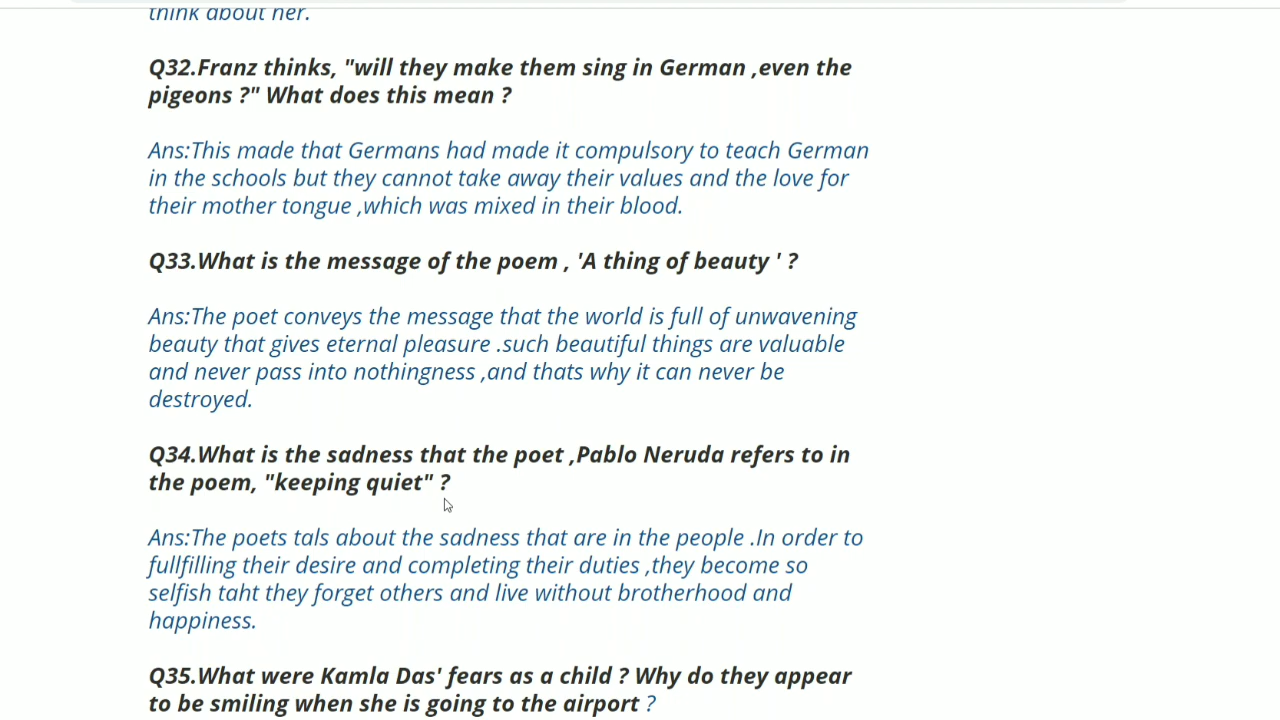 think about her.
Q32.Franz thinks, "will they make them sing in German ,even the
pigeons ?" What does this mean ?
Ans:This made that Germans had made it compulsory to teach German
in the schools but they cannot take away their values and the love for
their mother tongue ,which was mixed in their blood.
Q33.What is the message of the poem , 'A thing of beauty ' ?
Ans:The poet conveys the message that the world is full of unwavening
beauty that gives eternal pleasure .such beautiful things are valuable
and never pass into nothingness ,and thats why it can never be
destroyed.
Q34.What is the sadness that the poet ,Pablo Neruda refers to in
the poem, "keeping quiet" ?
Ans:The poets tals about the sadness that are in the people .In order to
fullfilling their desire and completing their duties ,they become so
selfish taht they forget others and live without brotherhood and
happiness.
Q35.What were Kamla Das' fears as a child ? Why do they appear
to be smiling when she is going to the airport ?